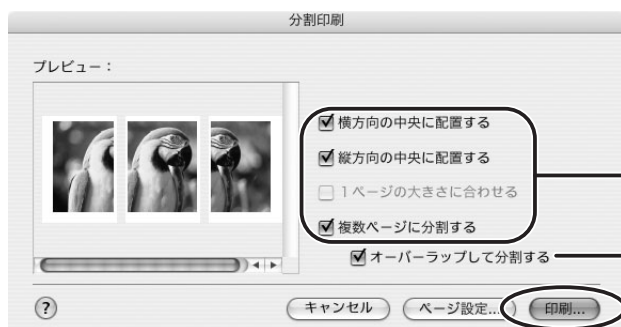 分割印刷
プレビュー：
横方向の中央に配置する
縦方向の中央に配置する
1ページの大きさに合わせる
複数ページに分割する
オーバーラップして分割する
?
キャンセル
ページ設定...
印刷...